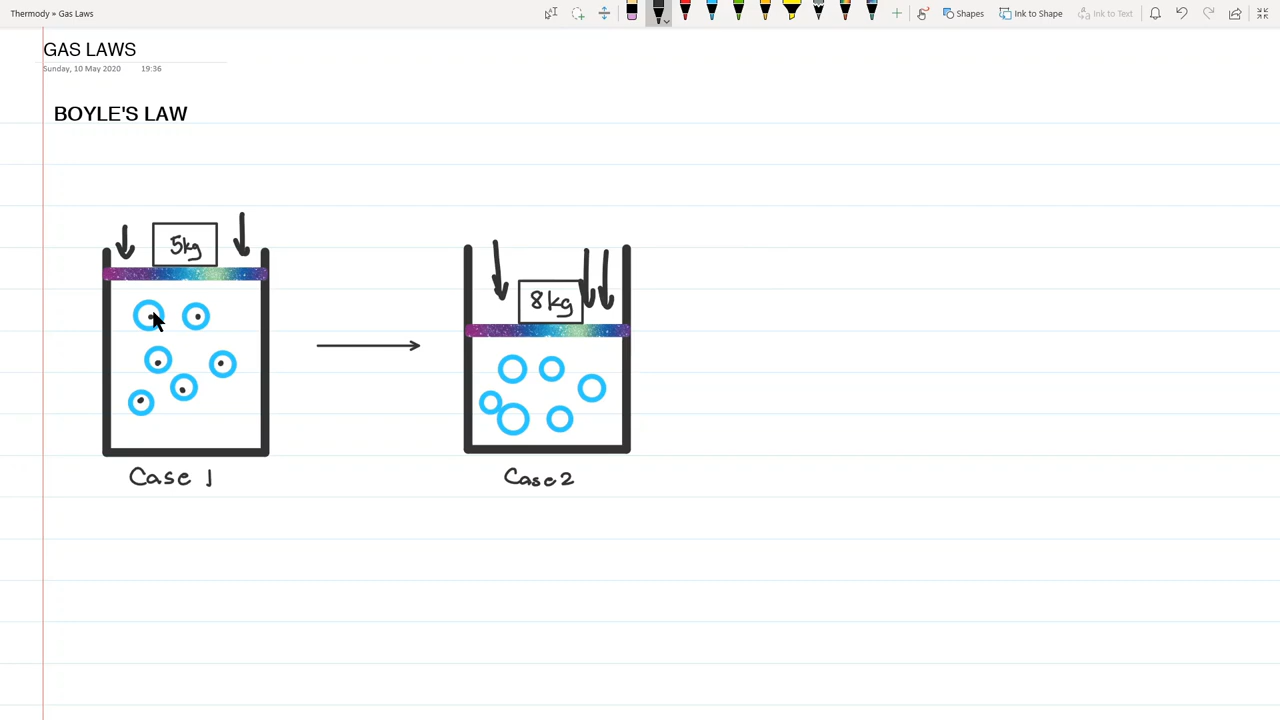 Thermody » Gas Laws
Shapes
Ink to Shape
Ink to Text
GAS LAWS
Sunday, 10 May 2020 19:36
BOYLE'S LAW
5kg
8kg
Case 1
Case 2